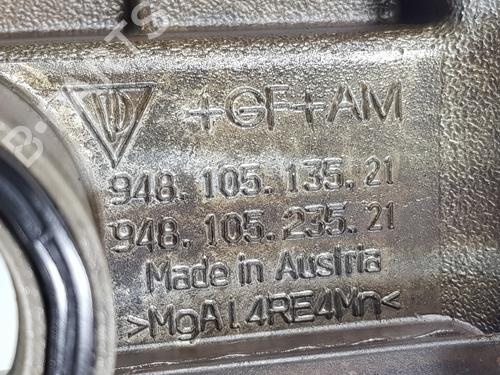 +GF+AM
948.105.135.21
948.105.235.21
Made in Austria
>MgAl4RE4Mn<